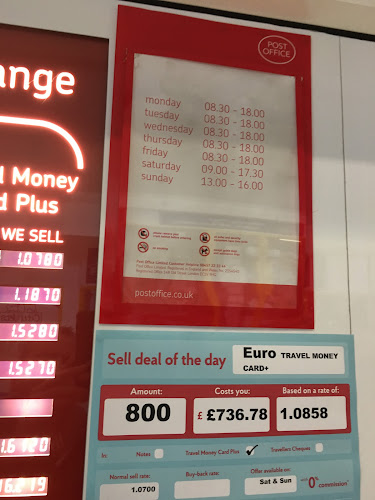 ange
l Money
d Plus
WE SELL
1.0780
1.1870
1.5280
1.5270
POST
OFFICE
monday 08.30 - 18.00
tuesday 08.30 - 18.00
wednesday 08.30 - 18.00
thursday 08.30 - 18.00
friday 08.30 - 18.00
saturday 09.00 - 17.30
sunday 13.00 - 16.00
postoffice.co.uk
Sell deal of the day Euro TRAVEL MONEY
CARD+
Amount: Costs you: Based on a rate of:
800 £ £736.78 1.0858
In: Notes Travel Money Card Plus ✓ Travellers Cheques
Normal sell rate: Buy-back rate: Offer available on:
1.0700 Sat & Sun with 0% commission*